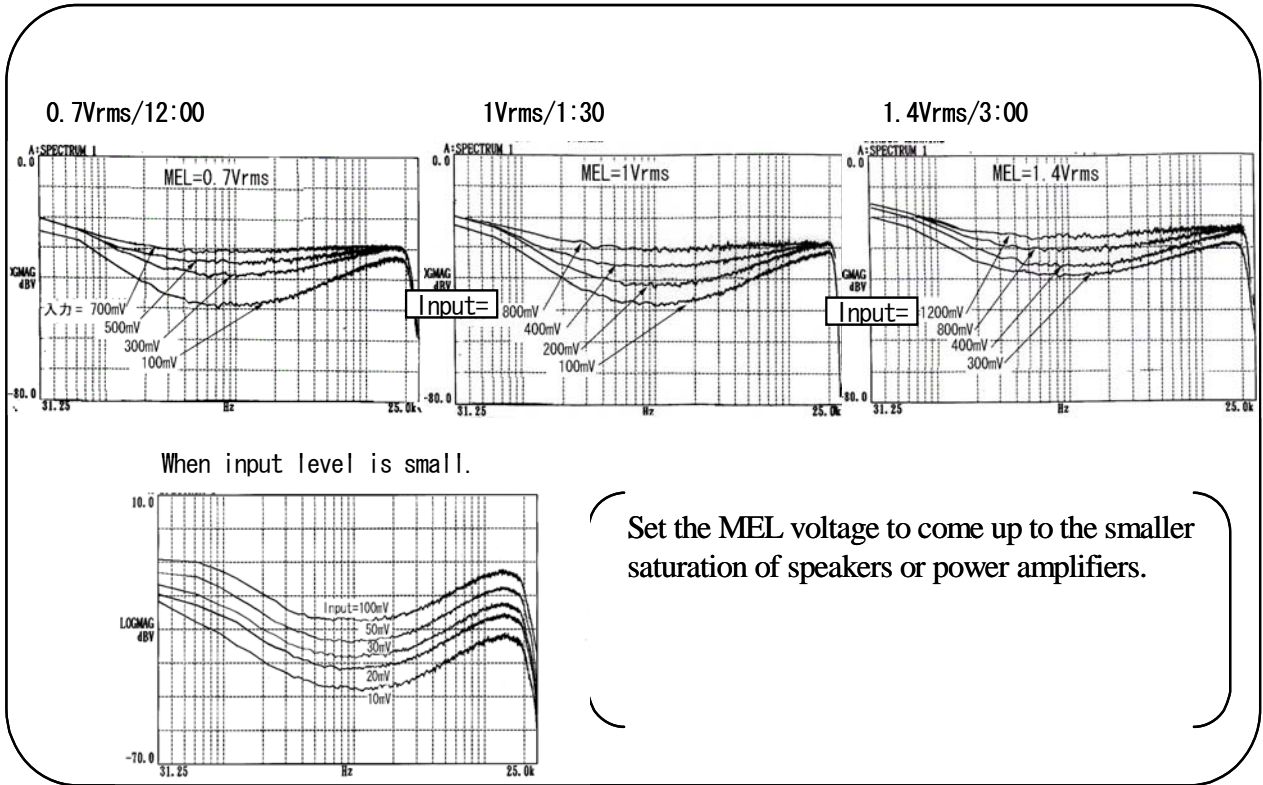 0.7Vrms/12:00
A:SPECTRUM 1
0.0
MEL=0.7Vrms
dBV
入力 = 700mV
500mV
300mV
100mV
-80.0
31.25
Hz
25.0k
1Vrms/1:30
A:SPECTRUM 1
0.0
MEL=1Vrms
Input=
800mV
400mV
200mV
100mV
-80.0
31.25
Hz
25.0k
1.4Vrms/3:00
A:SPECTRUM 1
0.0
MEL=1.4Vrms
GMAG
dBV
Input=
1200mV
800mV
400mV
300mV
31.25
Hz
25.0k
When input level is small.
10.0
LOGMAG
dBV
Input=100mV
50mV
30mV
20mV
10mV
-70.0
31.25
Hz
25.0k
Set the MEL voltage to come up to the smaller
saturation of speakers or power amplifiers.